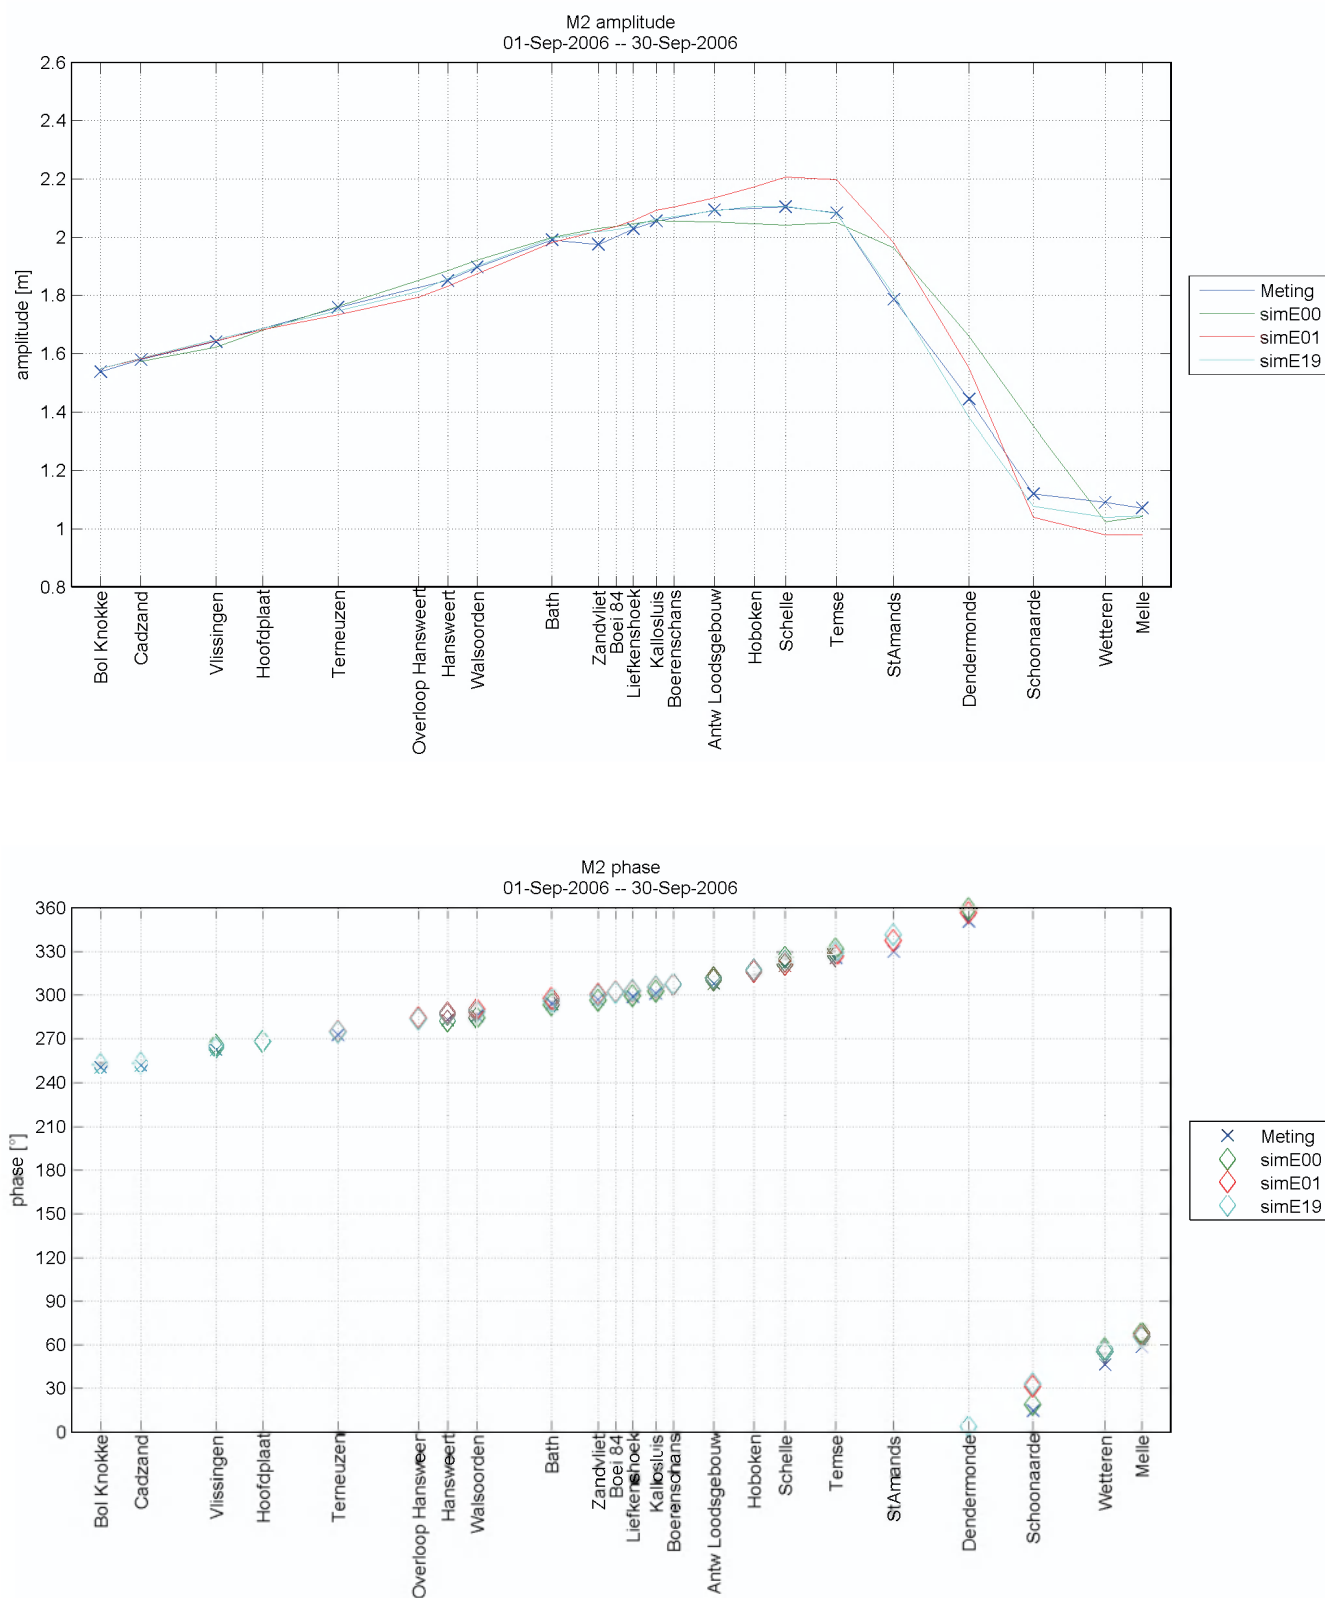 M2 amplitude
01-Sep-2006 -- 30-Sep-2006
2.6
2.4
2.2
2
1.8
1.6
1.4
1.2
1
0.8
amplitude [m]
Bol Knokke
Cadzand
Vlissingen
Hoofdplaat
Terneuzen
Overloop Hansweert
Hansweert
Walsoorden
Bath
Zandvliet
Boei 84
Liefkenshoek
Kallosluis
Boerenschans
Antw Loodsgebouw
Hoboken
Schelle
Temse
StAmands
Dendermonde
Schoonaarde
Wetteren
Melle
Meting
simE00
simE01
simE19
M2 phase
01-Sep-2006 -- 30-Sep-2006
360
330
300
270
240
210
180
150
120
90
60
30
0
phase [°]
Bol Knokke
Cadzand
Vlissingen
Hoofdplaat
Terneuzen
Overloop Hansweert
Hansweert
Walsoorden
Bath
Zandvliet
Boei 84
Liefkenshoek
Kallosluis
Boerenschans
Antw Loodsgebouw
Hoboken
Schelle
Temse
StAmands
Dendermonde
Schoonaarde
Wetteren
Melle
Meting
simE00
simE01
simE19